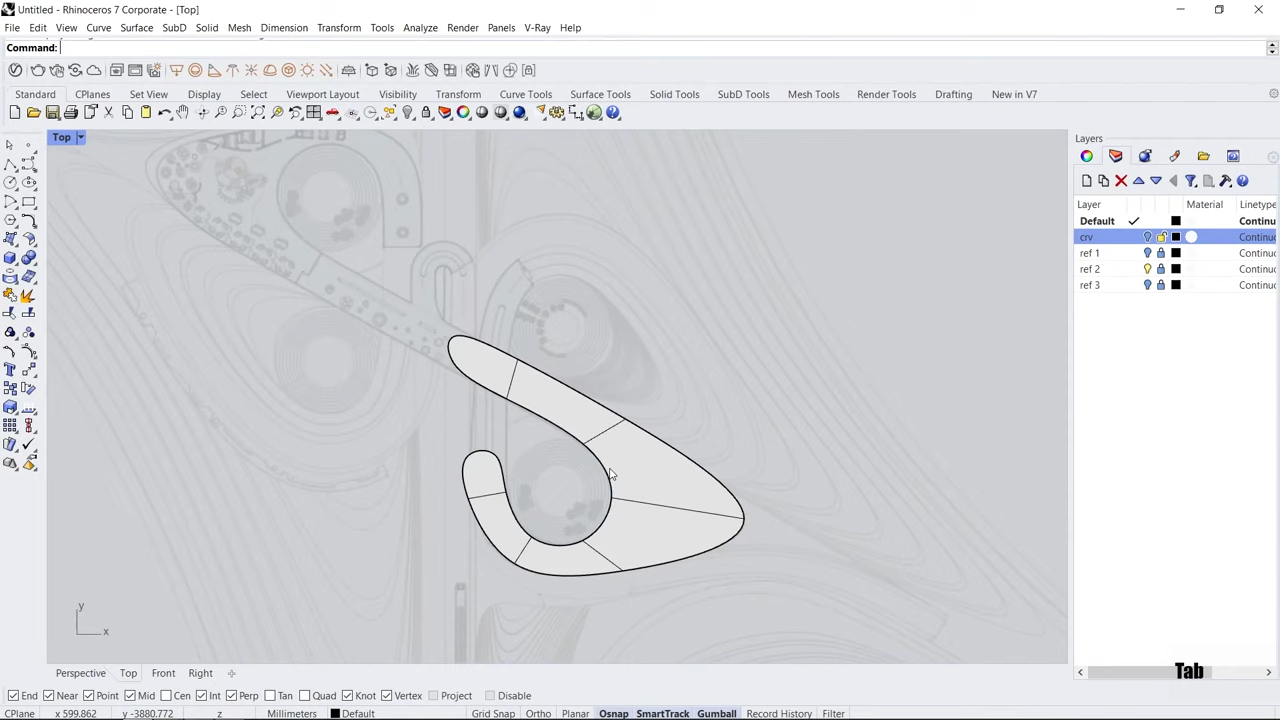 Untitled - Rhinoceros 7 Corporate - [Top]
File Edit View Curve Surface Solid SubD Mesh Dimension Transform Tools Analyze Render Panels V-Ray Help
Command:
Standard CPlanes Set View Display Select Viewport Layout Visibility Transform Curve Tools Surface Tools Solid Tools SubD Tools Mesh Tools Render Tools Drafting New in V7
Top
Layers
Layer Material Linetype
Default Continu
crv Continu
ref 1 Continu
ref 2 Continu
ref 3 Continu
y
x
Tab
Perspective Top Front Right
End Near Point Mid Cen Int Perp Tan Quad Knot Vertex Project Disable
CPlane x 599.862 y -3880.772 z Millimeters Default Grid Snap Ortho Planar Osnap SmartTrack Gumball Record History Filter